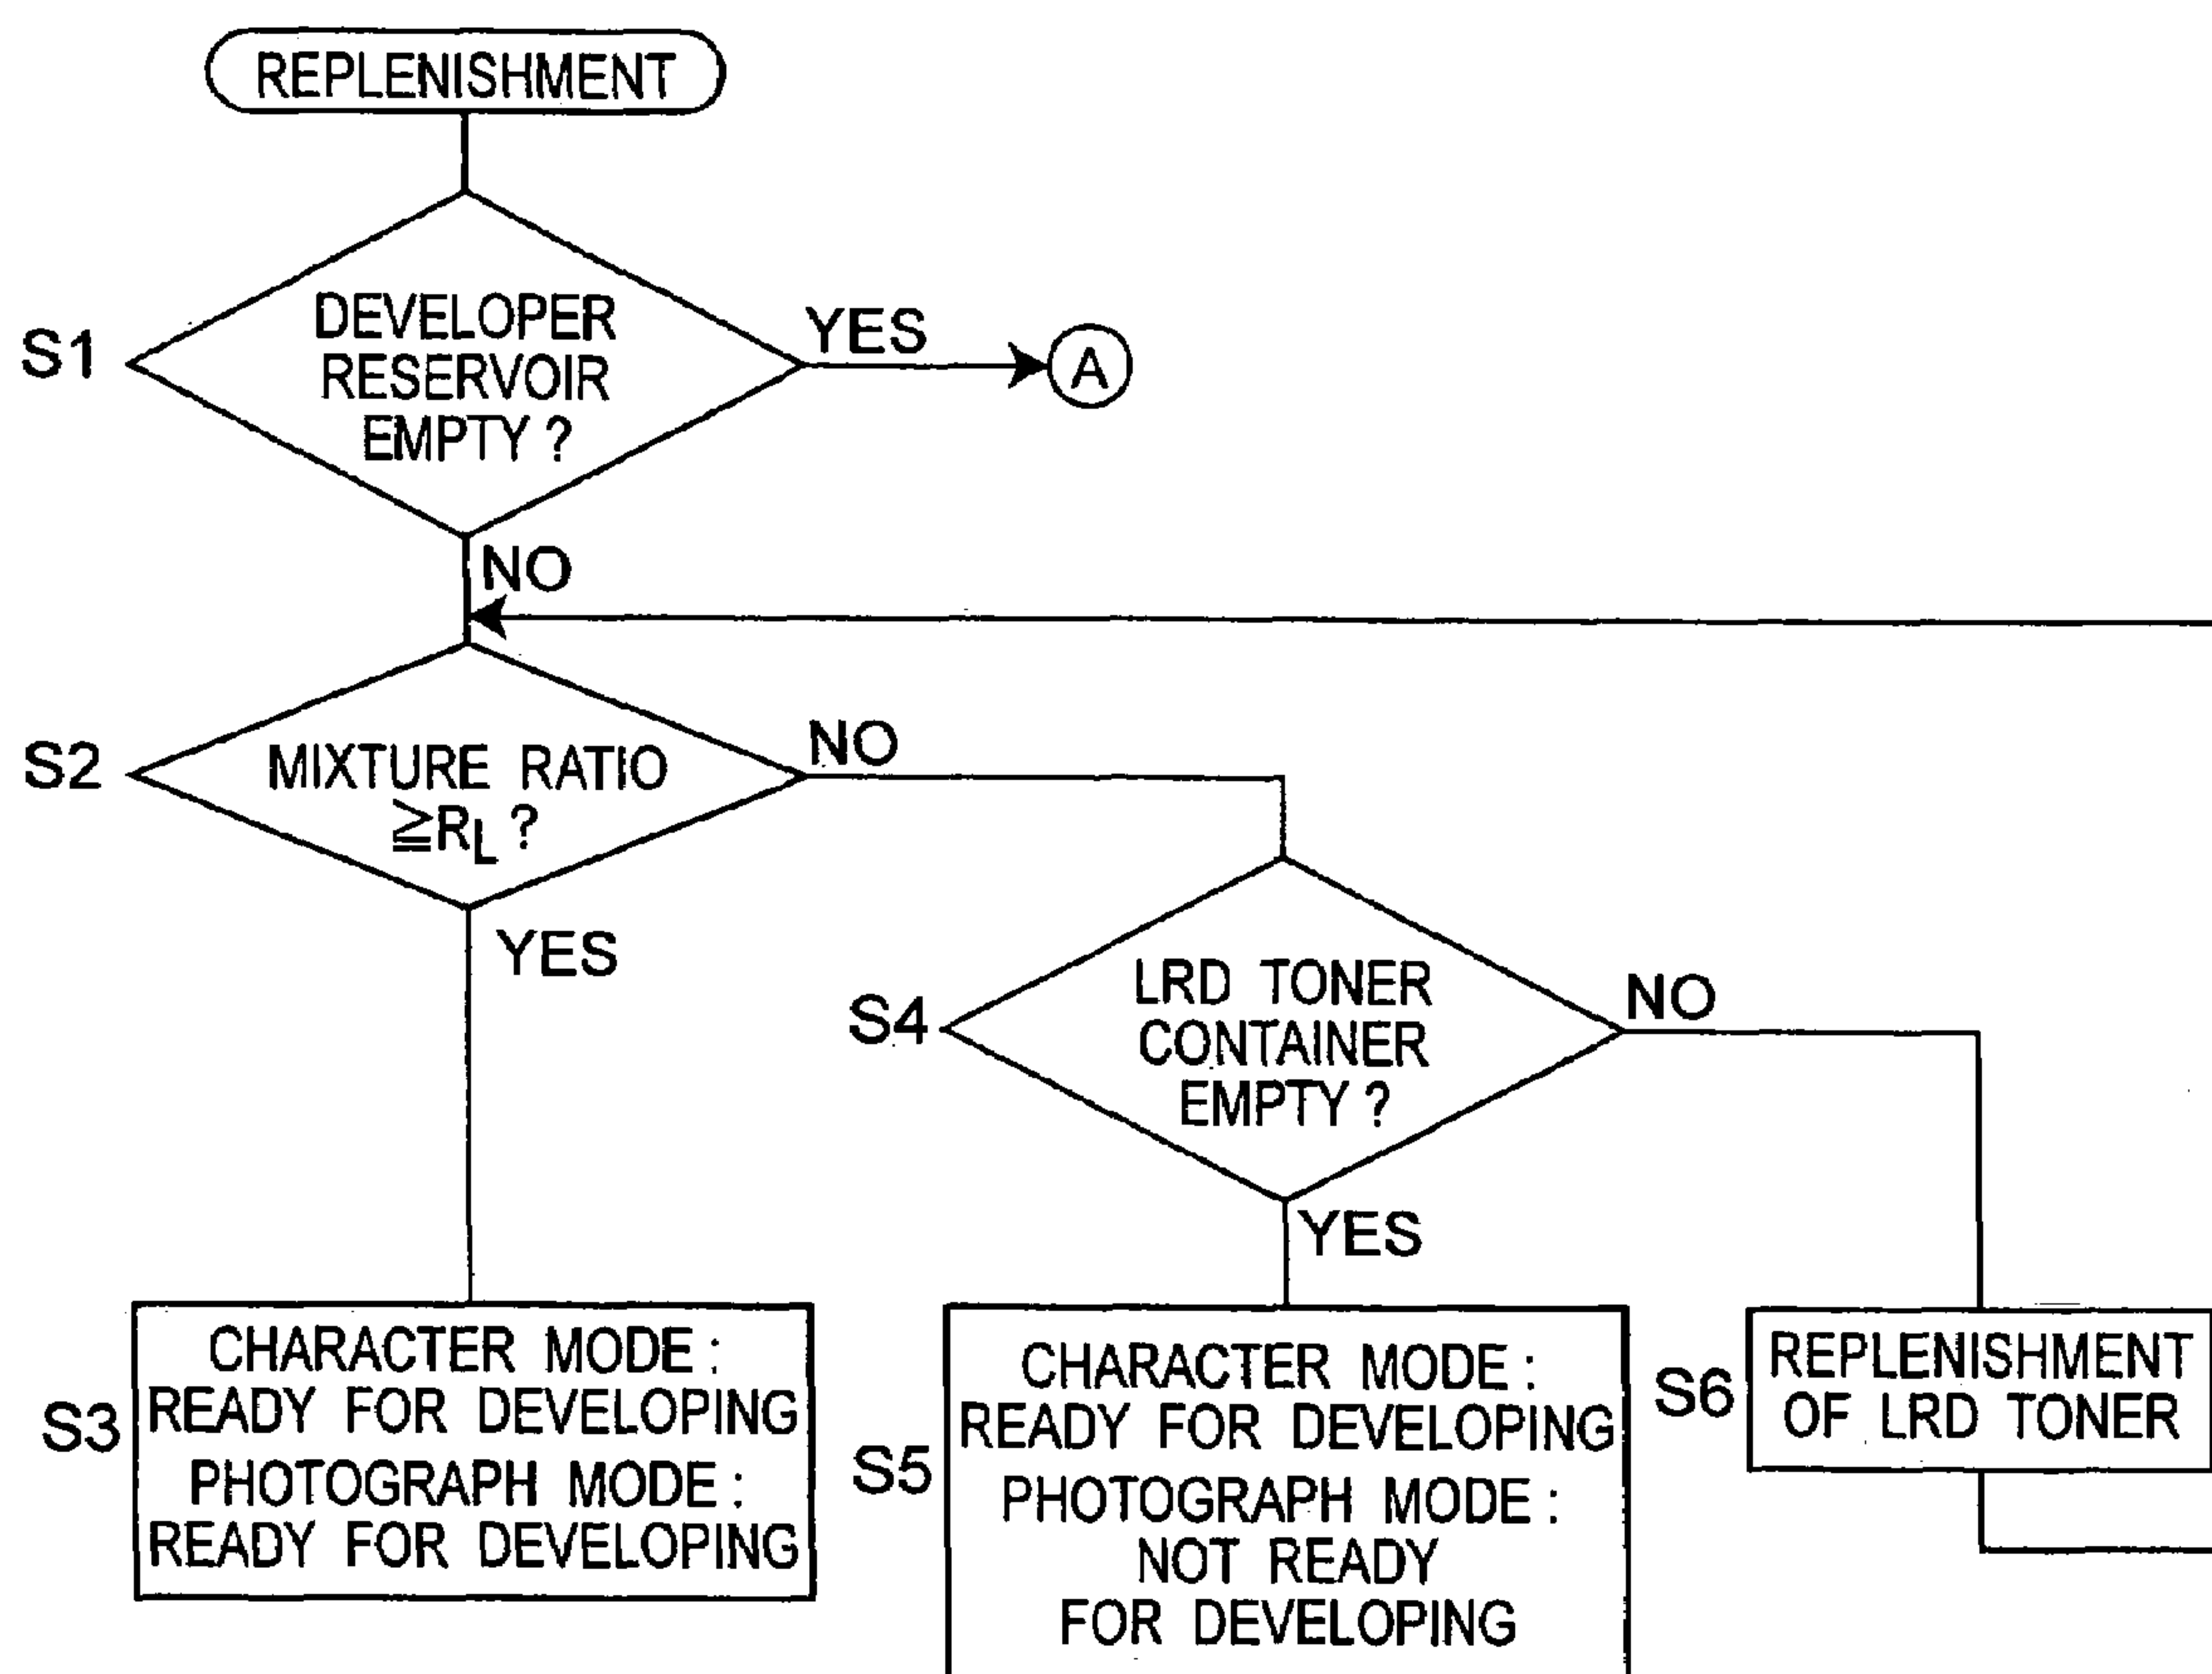 REPLENISHMENT
S1
DEVELOPER
RESERVOIR
EMPTY ?
YES
A
NO
S2
MIXTURE RATIO
≧RL ?
NO
YES
S4
LRD TONER
CONTAINER
EMPTY ?
NO
YES
S3
CHARACTER MODE :
READY FOR DEVELOPING
PHOTOGRAPH MODE :
READY FOR DEVELOPING
S5
CHARACTER MODE :
READY FOR DEVELOPING
PHOTOGRAPH MODE :
NOT READY
FOR DEVELOPING
S6
REPLENISHMENT
OF LRD TONER